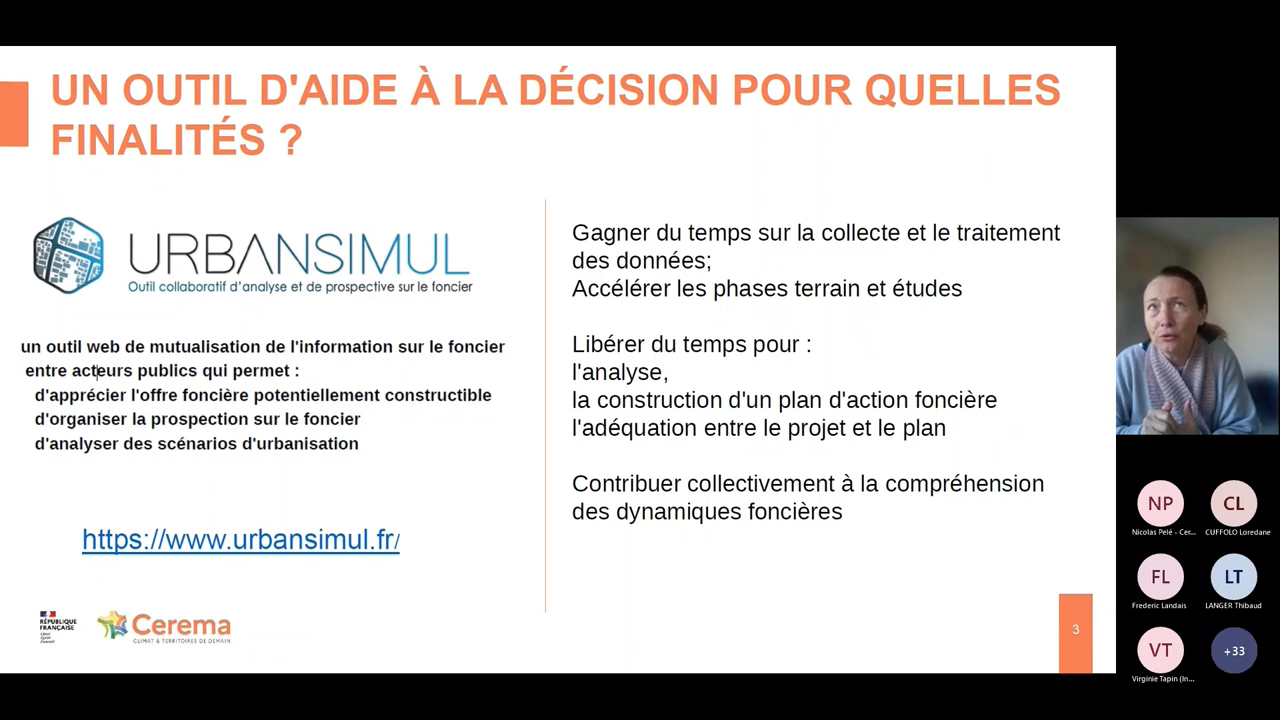 UN OUTIL D'AIDE À LA DÉCISION POUR QUELLES
FINALITÉS ?
URBANSIMUL
Outil collaboratif d'analyse et de prospective sur le foncier
un outil web de mutualisation de l'information sur le foncier
entre acteurs publics qui permet :
d'apprécier l'offre foncière potentiellement constructible
d'organiser la prospection sur le foncier
d'analyser des scénarios d'urbanisation
https://www.urbansimul.fr/
RÉPUBLIQUE
FRANÇAISE
Liberté
Égalité
Fraternité
Cerema
CLIMAT & TERRITOIRES DE DEMAIN
Gagner du temps sur la collecte et le traitement
des données;
Accélérer les phases terrain et études
Libérer du temps pour :
l'analyse,
la construction d'un plan d'action foncière
l'adéquation entre le projet et le plan
Contribuer collectivement à la compréhension
des dynamiques foncières
3
NP
Nicolas Pelé - Cer...
CL
CUFFOLO Loredane
FL
Frederic Landais
LT
LANGER Thibaud
VT
Virginie Tapin (In...
+33